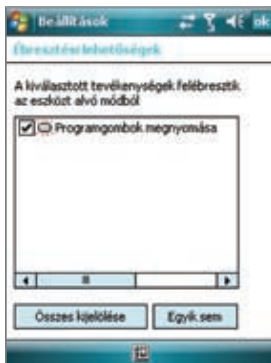 Beállítások
ok
Ébresztési lehetőségek
A kiválasztott tevékenységek felébresztik
az eszközt alvó módból
Programgombok megnyomása
Összes kijelölése
Egyik sem